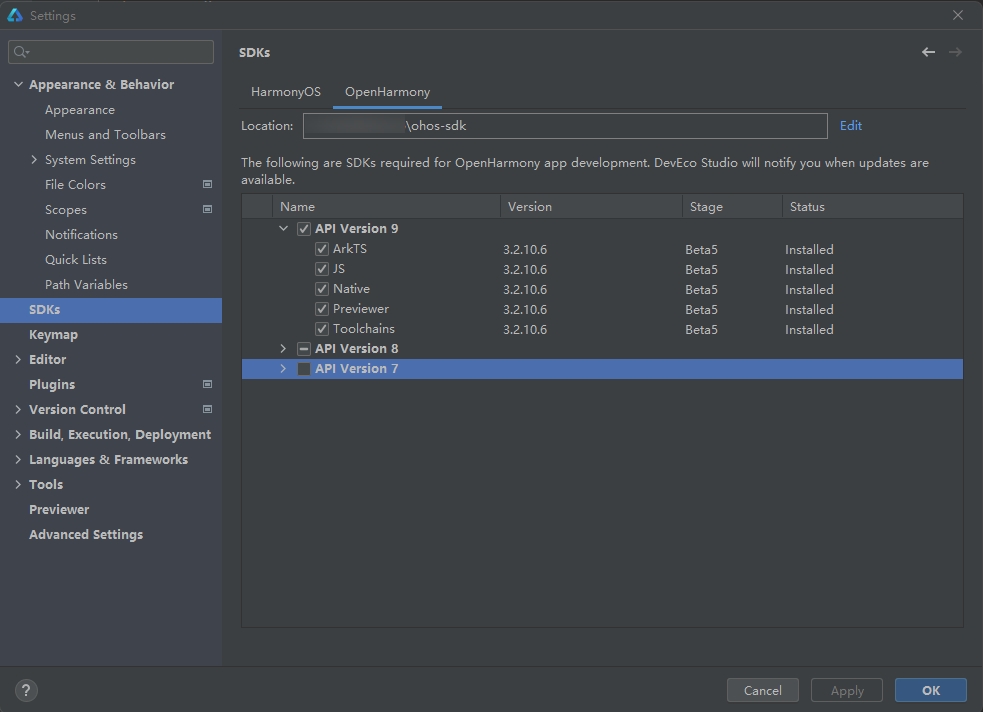 Settings
SDKs
HarmonyOS OpenHarmony
Location: \ohos-sdk Edit
The following are SDKs required for OpenHarmony app development. DevEco Studio will notify you when updates are
available.
Name Version Stage Status
API Version 9
ArkTS 3.2.10.6 Beta5 Installed
JS 3.2.10.6 Beta5 Installed
Native 3.2.10.6 Beta5 Installed
Previewer 3.2.10.6 Beta5 Installed
Toolchains 3.2.10.6 Beta5 Installed
API Version 8
API Version 7
Appearance & Behavior
Appearance
Menus and Toolbars
System Settings
File Colors
Scopes
Notifications
Quick Lists
Path Variables
SDKs
Keymap
Editor
Plugins
Version Control
Build, Execution, Deployment
Languages & Frameworks
Tools
Previewer
Advanced Settings
?
Cancel Apply OK